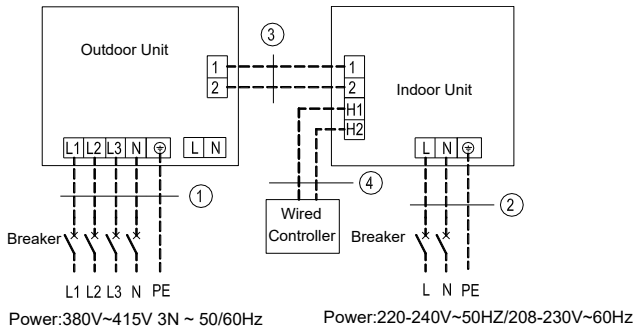 Outdoor Unit
1
2
L1 L2 L3 N
L N
3
1
2
H1
H2
Indoor Unit
L N
1
4
2
Wired
Controller
Breaker
L1 L2 L3 N PE
Breaker
L N PE
Power:380V~415V 3N ~ 50/60Hz
Power:220-240V~50HZ/208-230V~60Hz